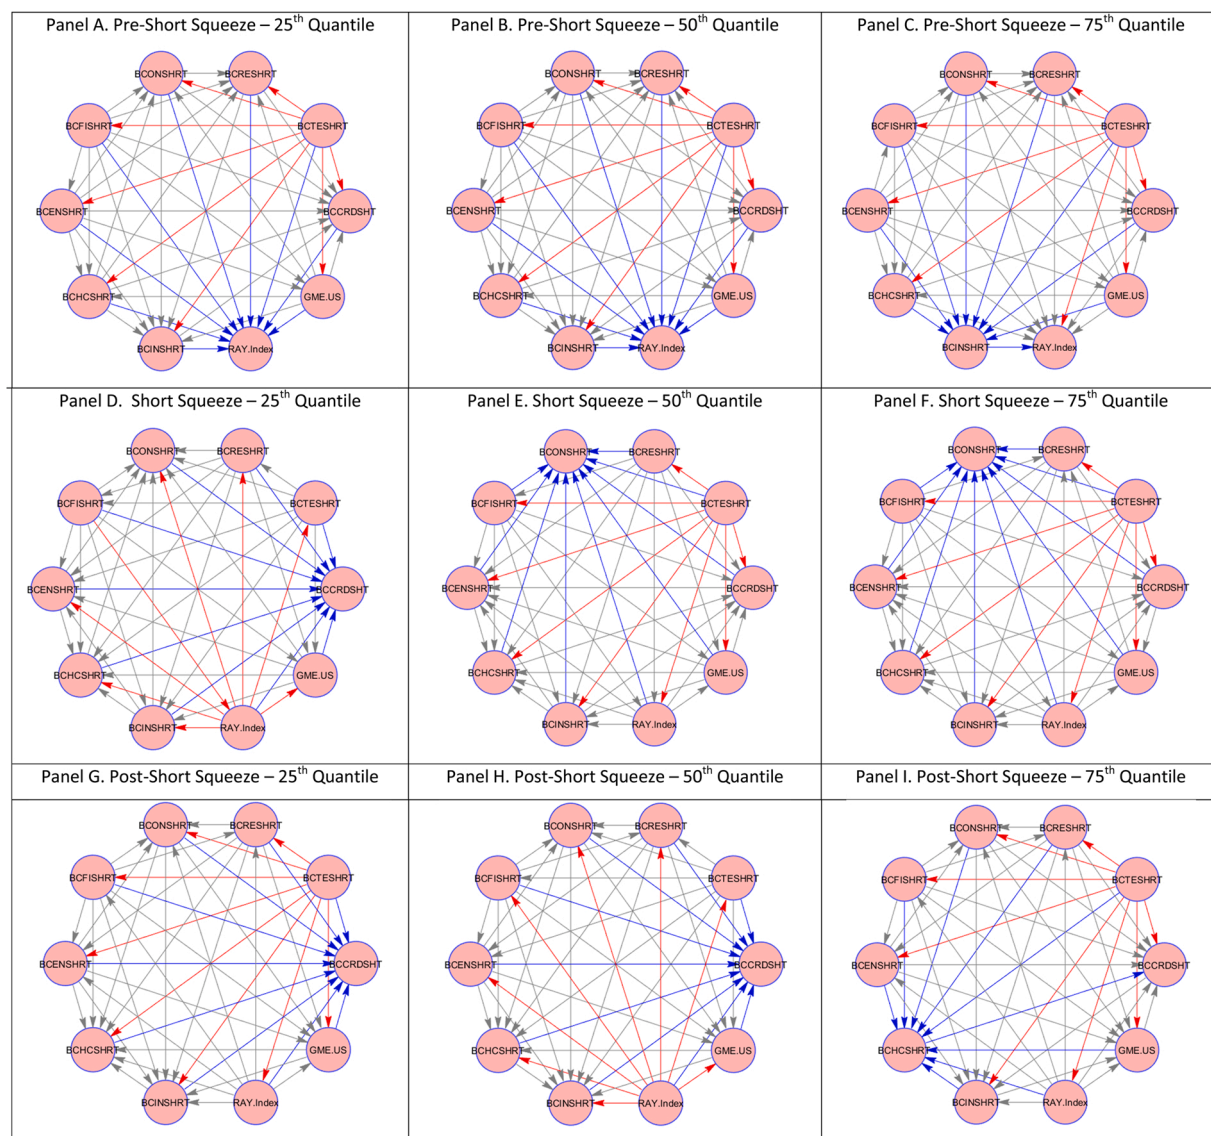 Panel A. Pre-Short Squeeze – 25th Quantile
Panel B. Pre-Short Squeeze – 50th Quantile
Panel C. Pre-Short Squeeze – 75th Quantile
BCONSHRT BCRESHRT
BCFISHRT BCTESHRT
BCENSHRT BCCRDSHT
BCHCSHRT GME.US
BCINSHRT RAY.Index
BCONSHRT BCRESHRT
BCFISHRT BCTESHRT
BCENSHRT BCCRDSHT
BCHCSHRT GME.US
BCINSHRT RAY.Index
BCONSHRT BCRESHRT
BCFISHRT BCTESHRT
BCENSHRT BCCRDSHT
BCHCSHRT GME.US
BCINSHRT RAY.Index
Panel D. Short Squeeze – 25th Quantile
Panel E. Short Squeeze – 50th Quantile
Panel F. Short Squeeze – 75th Quantile
BCONSHRT BCRESHRT
BCFISHRT BCTESHRT
BCENSHRT BCCRDSHT
BCHCSHRT GME.US
BCINSHRT RAY.Index
BCONSHRT BCRESHRT
BCFISHRT BCTESHRT
BCENSHRT BCCRDSHT
BCHCSHRT GME.US
BCINSHRT RAY.Index
BCONSHRT BCRESHRT
BCFISHRT BCTESHRT
BCENSHRT BCCRDSHT
BCHCSHRT GME.US
BCINSHRT RAY.Index
Panel G. Post-Short Squeeze – 25th Quantile
Panel H. Post-Short Squeeze – 50th Quantile
Panel I. Post-Short Squeeze – 75th Quantile
BCONSHRT BCRESHRT
BCFISHRT BCTESHRT
BCENSHRT BCCRDSHT
BCHCSHRT GME.US
BCINSHRT RAY.Index
BCONSHRT BCRESHRT
BCFISHRT BCTESHRT
BCENSHRT BCCRDSHT
BCHCSHRT GME.US
BCINSHRT RAY.Index
BCONSHRT BCRESHRT
BCFISHRT BCTESHRT
BCENSHRT BCCRDSHT
BCHCSHRT GME.US
BCINSHRT RAY.Index